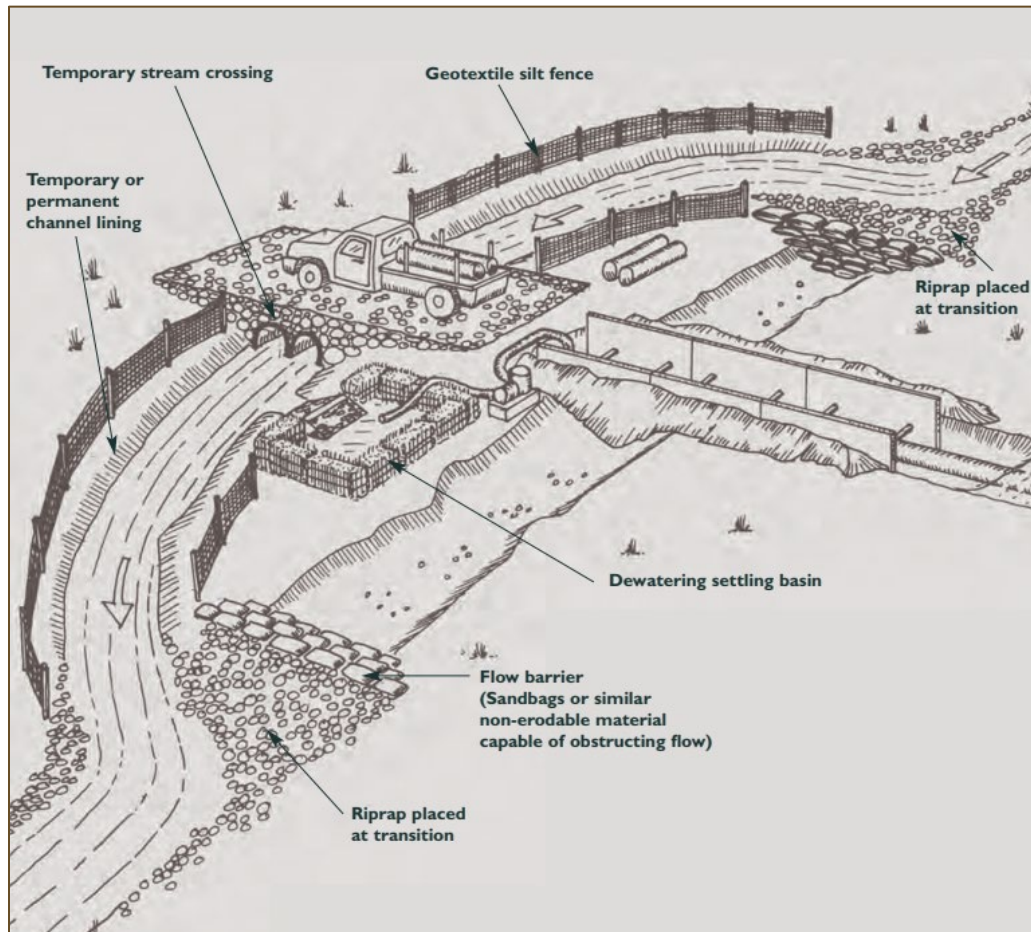 Temporary stream crossing
Geotextile silt fence
Temporary or
permanent
channel lining
Riprap placed
at transition
Dewatering settling basin
Flow barrier
(Sandbags or similar
non-erodable material
capable of obstructing flow)
Riprap placed
at transition